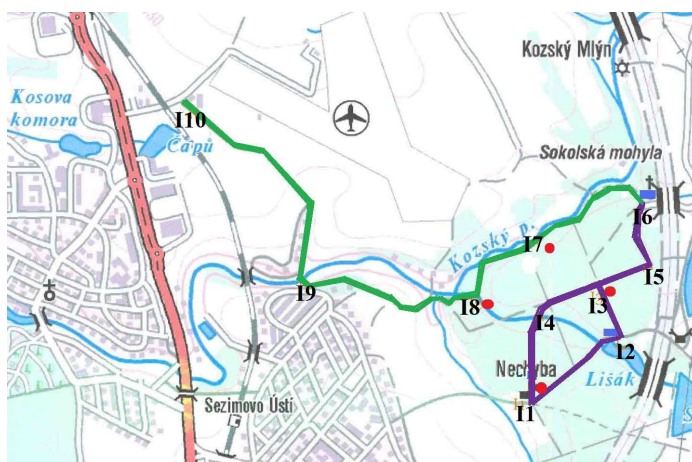 Kozský Mlýn
Kosova
komora
I10
Čapů
Sokolská mohyla
I6
Kozský p.
I7
I5
I9
I8
I3
I4
I2
Nechyba
Lišák
Sezimovo Ústí
I1